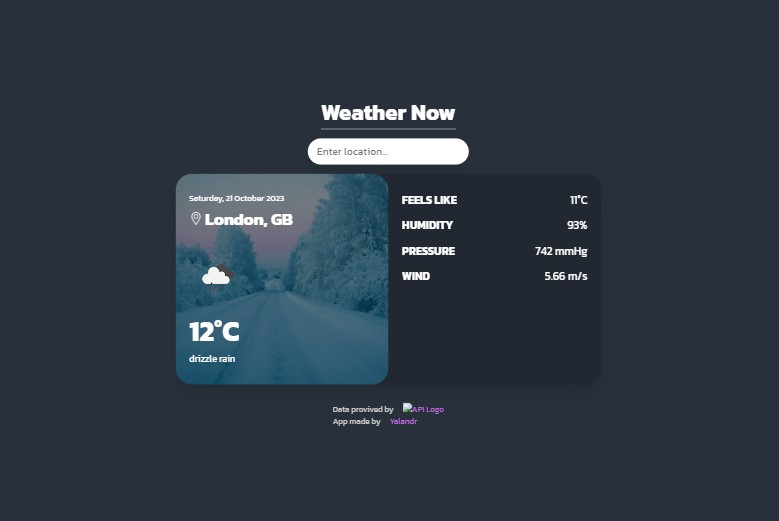 Weather Now
Enter location...
Saturday, 21 October 2023
London, GB
12°C
drizzle rain
FEELS LIKE 11°C
HUMIDITY 93%
PRESSURE 742 mmHg
WIND 5.66 m/s
Data provived by API Logo
App made by Yalandr